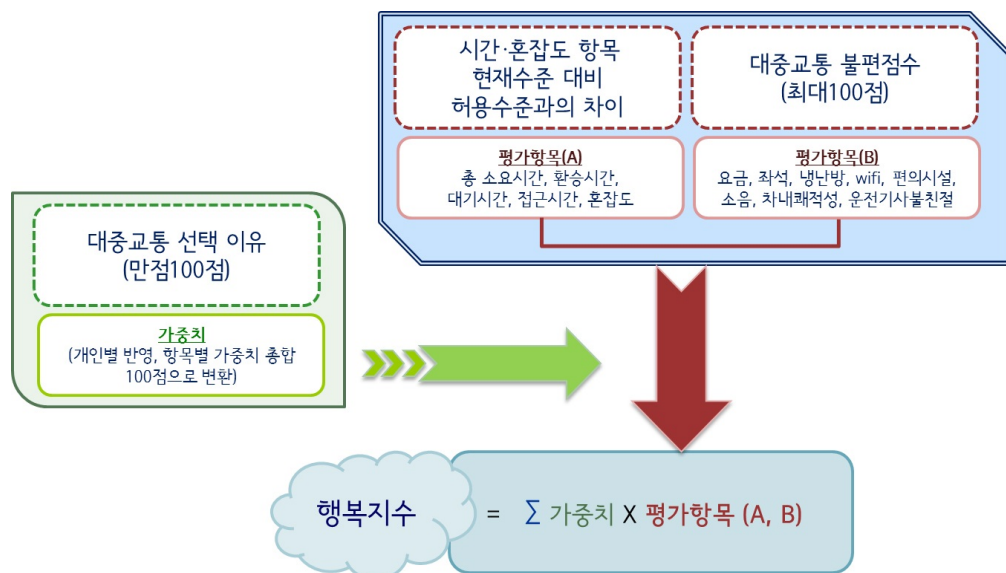 시간·혼잡도 항목
현재수준 대비
허용수준과의 차이
대중교통 불편점수
(최대100점)
평가항목(A)
총 소요시간, 환승시간,
대기시간, 접근시간, 혼잡도
평가항목(B)
요금, 좌석, 냉난방, wifi, 편의시설,
소음, 차내쾌적성, 운전기사불친절
대중교통 선택 이유
(만점100점)
가중치
(개인별 반영, 항목별 가중치 총합
100점으로 변환)
행복지수 = ∑ 가중치 X 평가항목 (A, B)